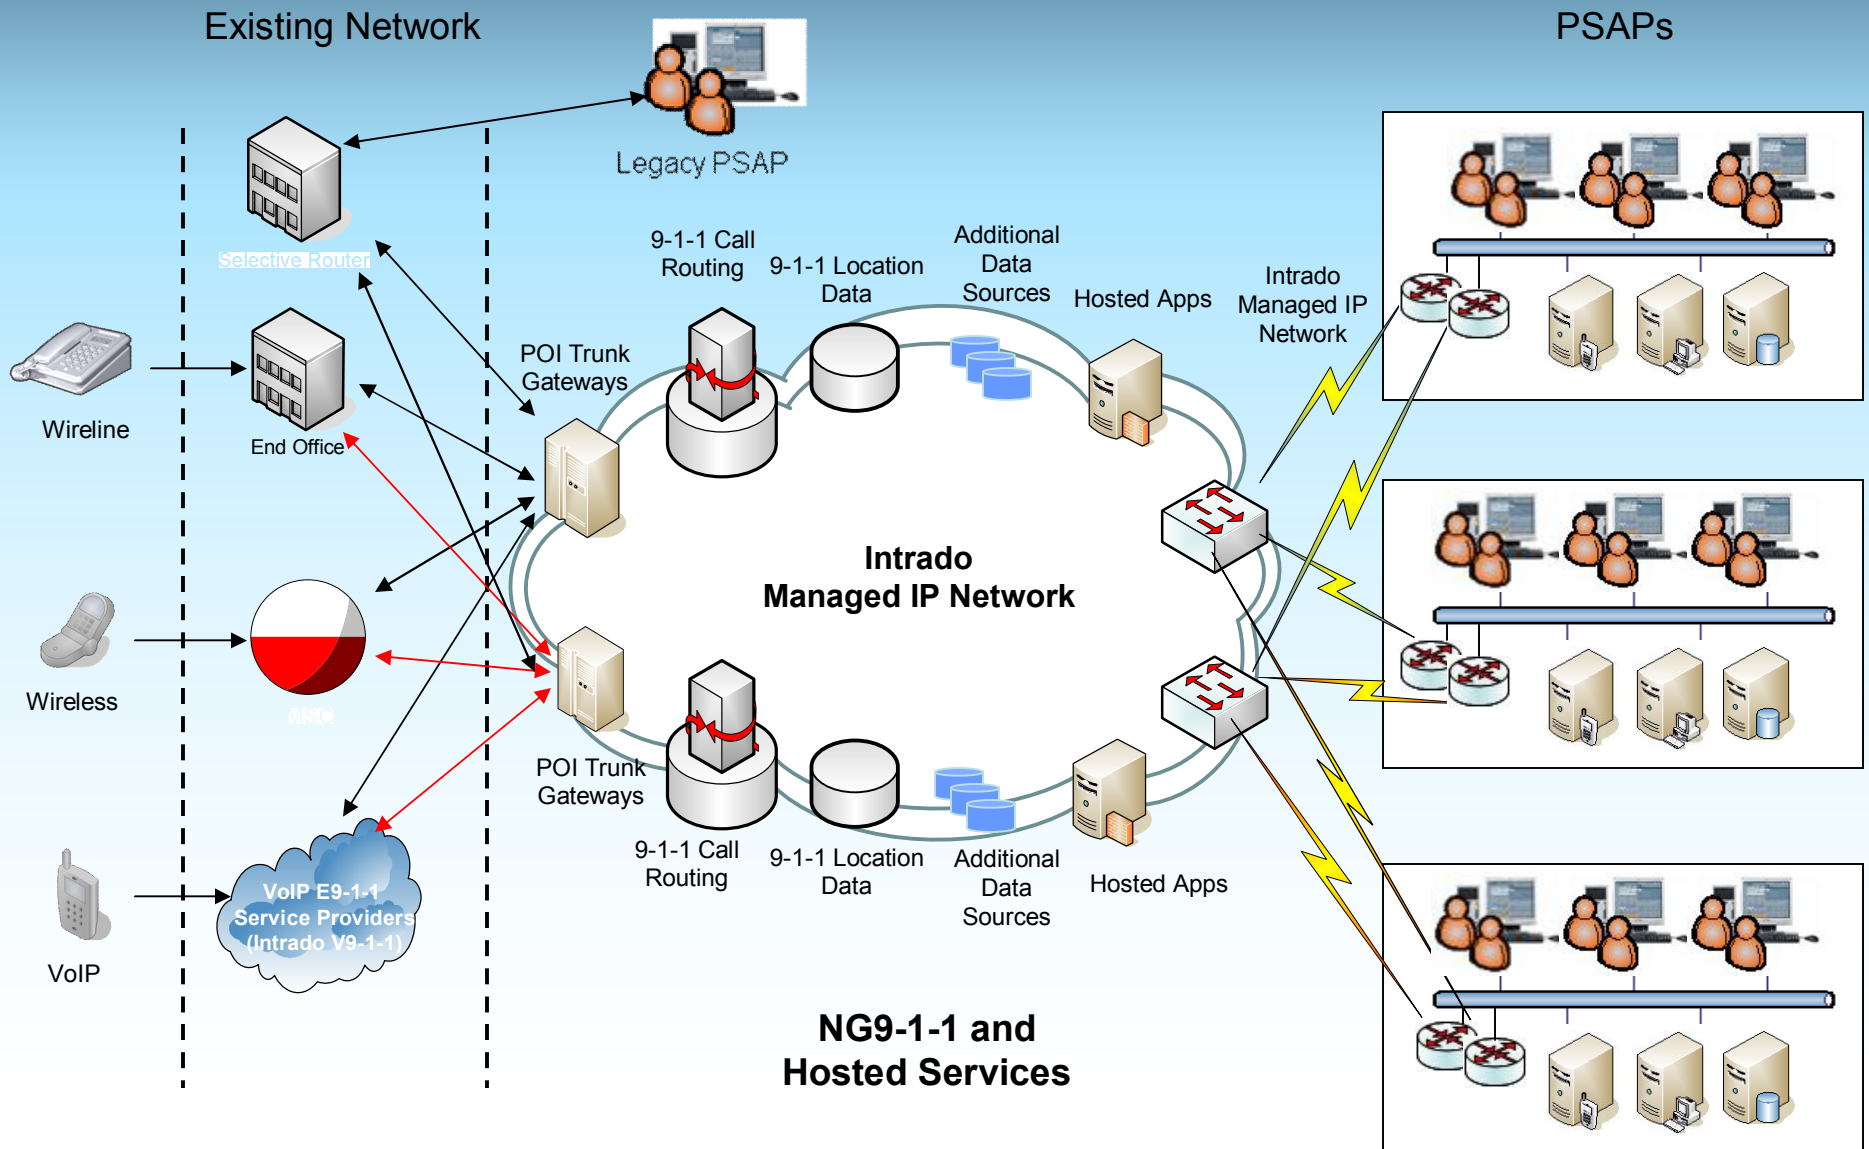 Existing Network
PSAPs
Legacy PSAP
Selective Router
9-1-1 Call
Routing
9-1-1 Location
Data
Additional
Data
Sources
Hosted Apps
Intrado
Managed IP
Network
POI Trunk
Gateways
Wireline
End Office
Intrado
Managed IP Network
Wireless
MSC
POI Trunk
Gateways
9-1-1 Call
Routing
9-1-1 Location
Data
Additional
Data
Sources
Hosted Apps
VoIP E9-1-1
Service Providers
(Intrado V9-1-1)
VoIP
NG9-1-1 and
Hosted Services